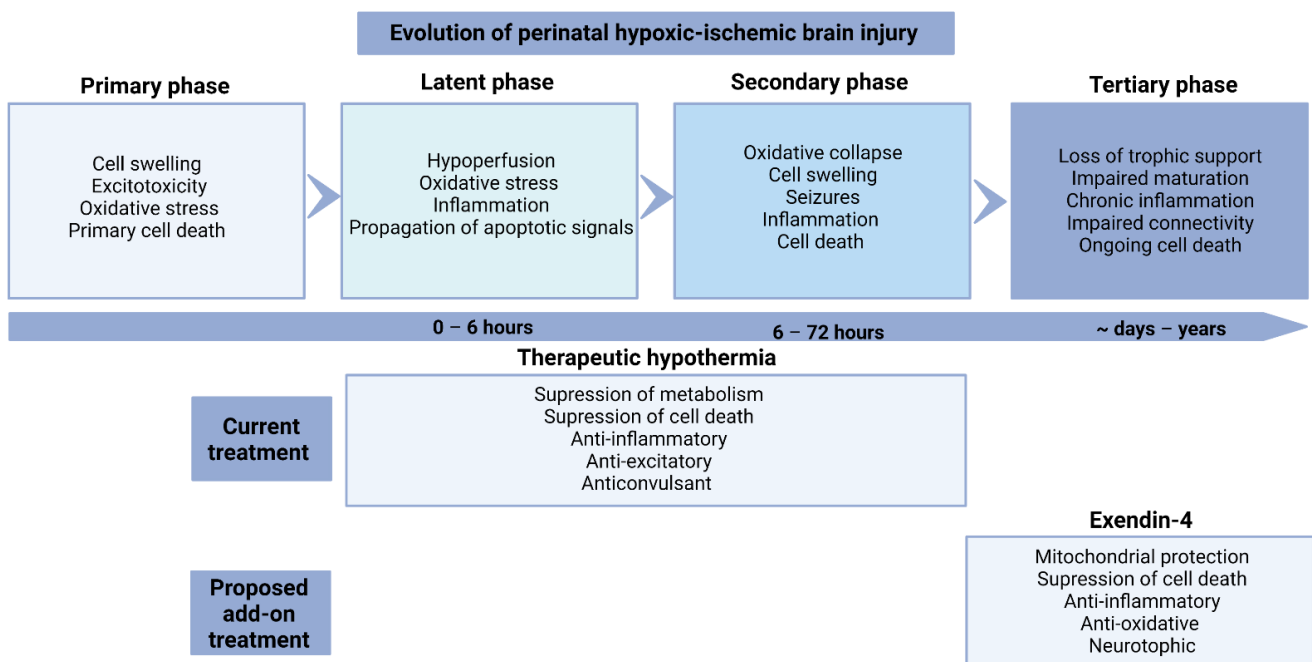 Evolution of perinatal hypoxic-ischemic brain injury
Primary phase
Cell swelling
Excitotoxicity
Oxidative stress
Primary cell death
Latent phase
Hypoperfusion
Oxidative stress
Inflammation
Propagation of apoptotic signals
Secondary phase
Oxidative collapse
Cell swelling
Seizures
Inflammation
Cell death
Tertiary phase
Loss of trophic support
Impaired maturation
Chronic inflammation
Impaired connectivity
Ongoing cell death
0 – 6 hours
6 – 72 hours
~ days – years
Current
treatment
Therapeutic hypothermia
Supression of metabolism
Supression of cell death
Anti-inflammatory
Anti-excitatory
Anticonvulsant
Proposed
add-on
treatment
Exendin-4
Mitochondrial protection
Supression of cell death
Anti-inflammatory
Anti-oxidative
Neurotophic